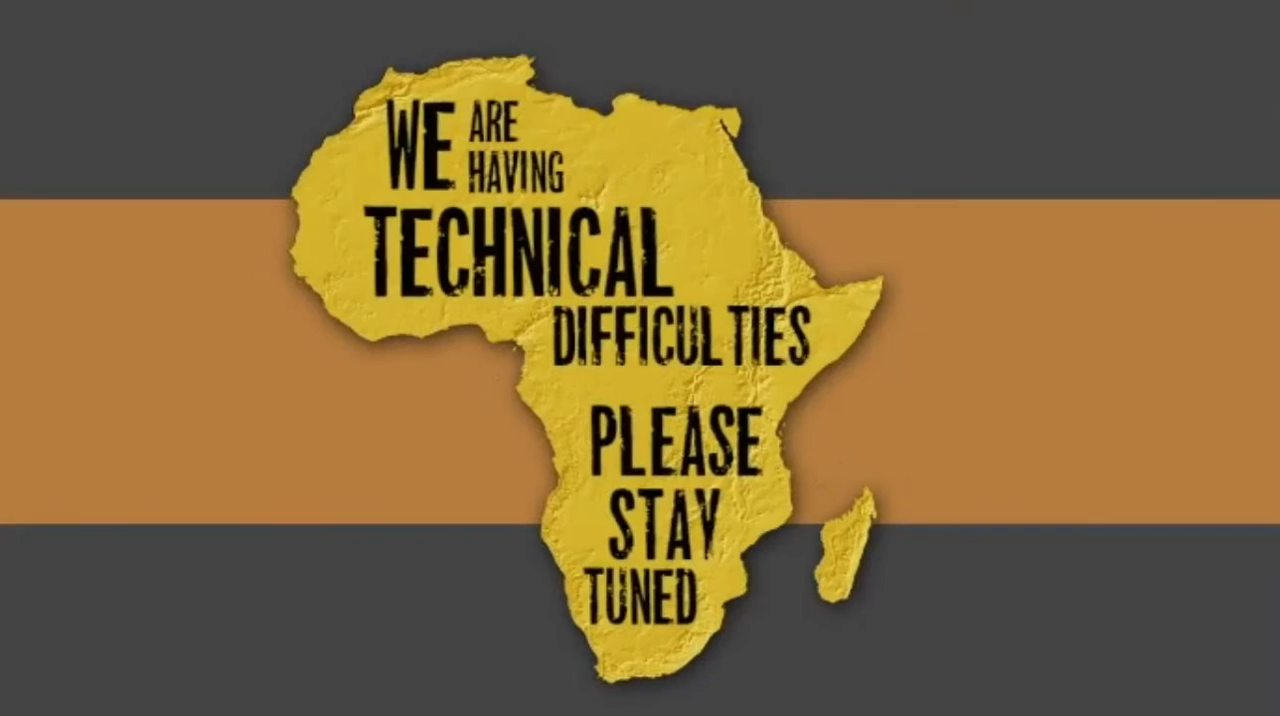 WE ARE
HAVING
TECHNICAL
DIFFICULTIES
PLEASE
STAY
TUNED